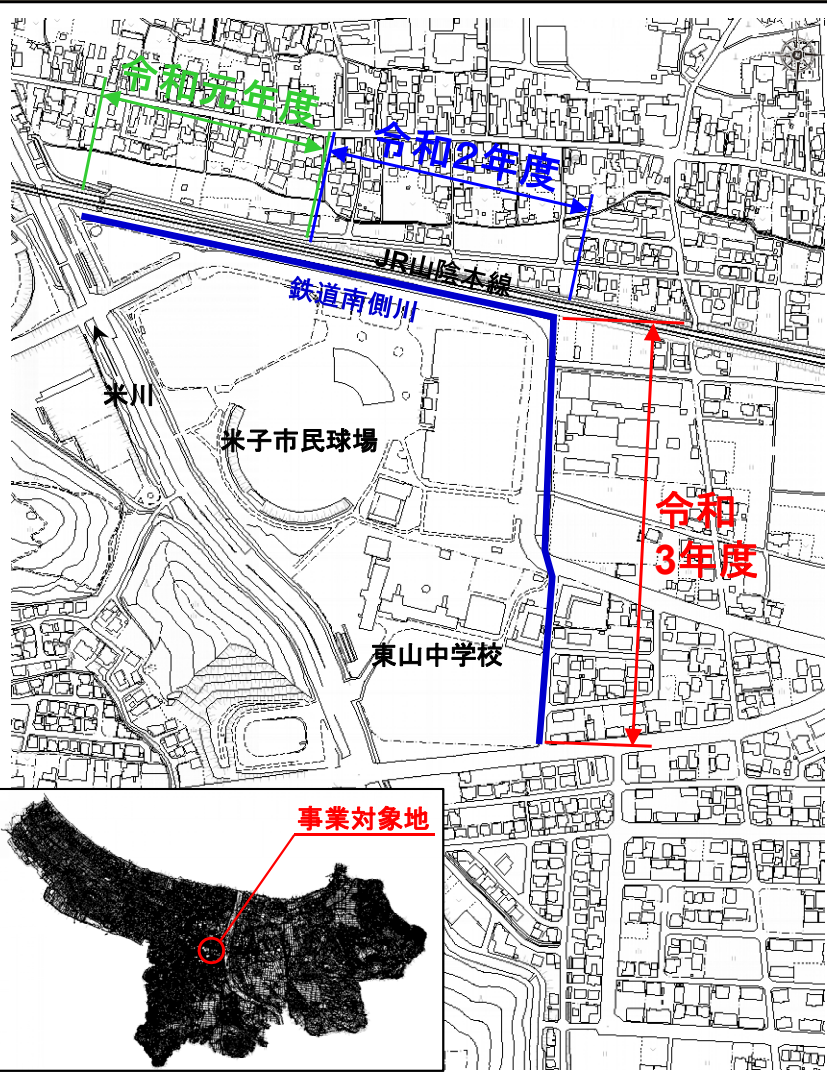 令和元年度
令和2年度
JR山陰本線
鉄道南側川
米川
米子市民球場
令和
3年度
東山中学校
事業対象地